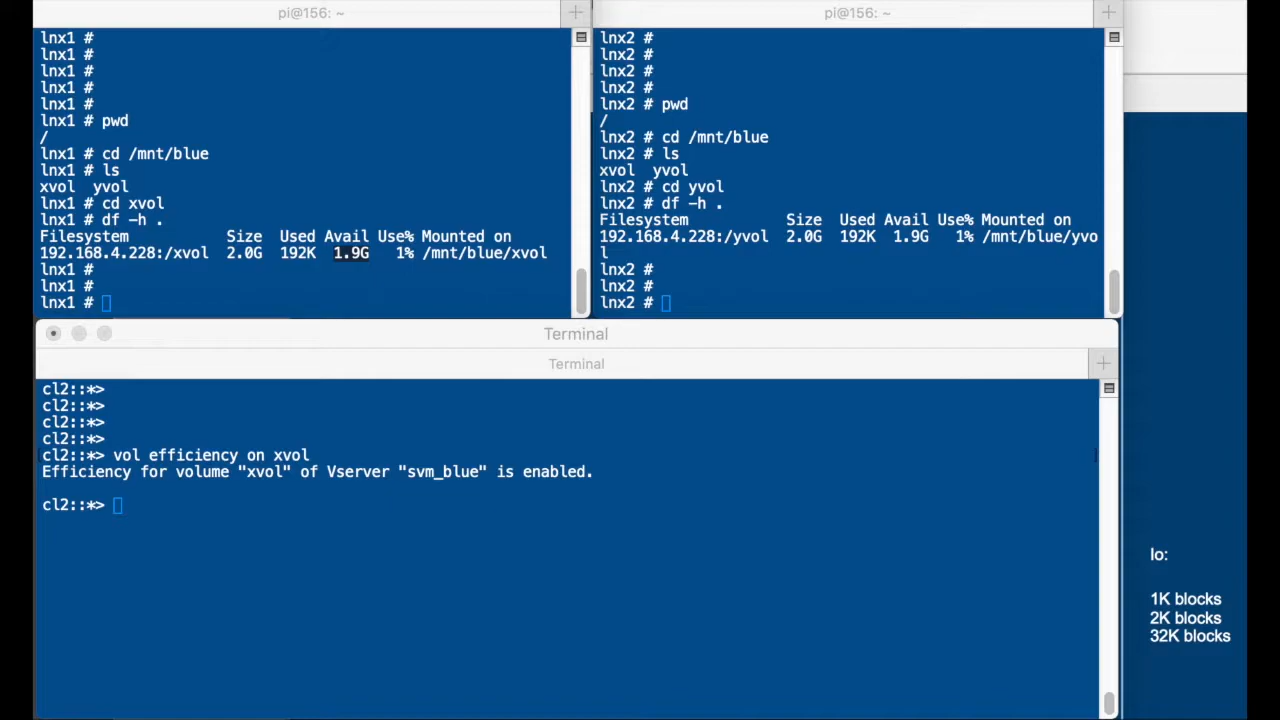 pi@156: ~
lnx1 #
lnx1 #
lnx1 #
lnx1 #
lnx1 #
lnx1 # pwd
/
lnx1 # cd /mnt/blue
lnx1 # ls
xvol  yvol
lnx1 # cd xvol
lnx1 # df -h .
Filesystem           Size  Used Avail Use% Mounted on
192.168.4.228:/xvol  2.0G  192K  1.9G   1% /mnt/blue/xvol
lnx1 #
lnx1 #
lnx1 #
pi@156: ~
lnx2 #
lnx2 #
lnx2 #
lnx2 #
lnx2 # pwd
/
lnx2 # cd /mnt/blue
lnx2 # ls
xvol  yvol
lnx2 # cd yvol
lnx2 # df -h .
Filesystem           Size  Used Avail Use% Mounted on
192.168.4.228:/yvol  2.0G  192K  1.9G   1% /mnt/blue/yvo
l
lnx2 #
lnx2 #
lnx2 #
Terminal
Terminal
cl2::*>
cl2::*>
cl2::*>
cl2::*>
cl2::*> vol efficiency on xvol
Efficiency for volume "xvol" of Vserver "svm_blue" is enabled.
cl2::*>
Io:
1K blocks
2K blocks
32K blocks